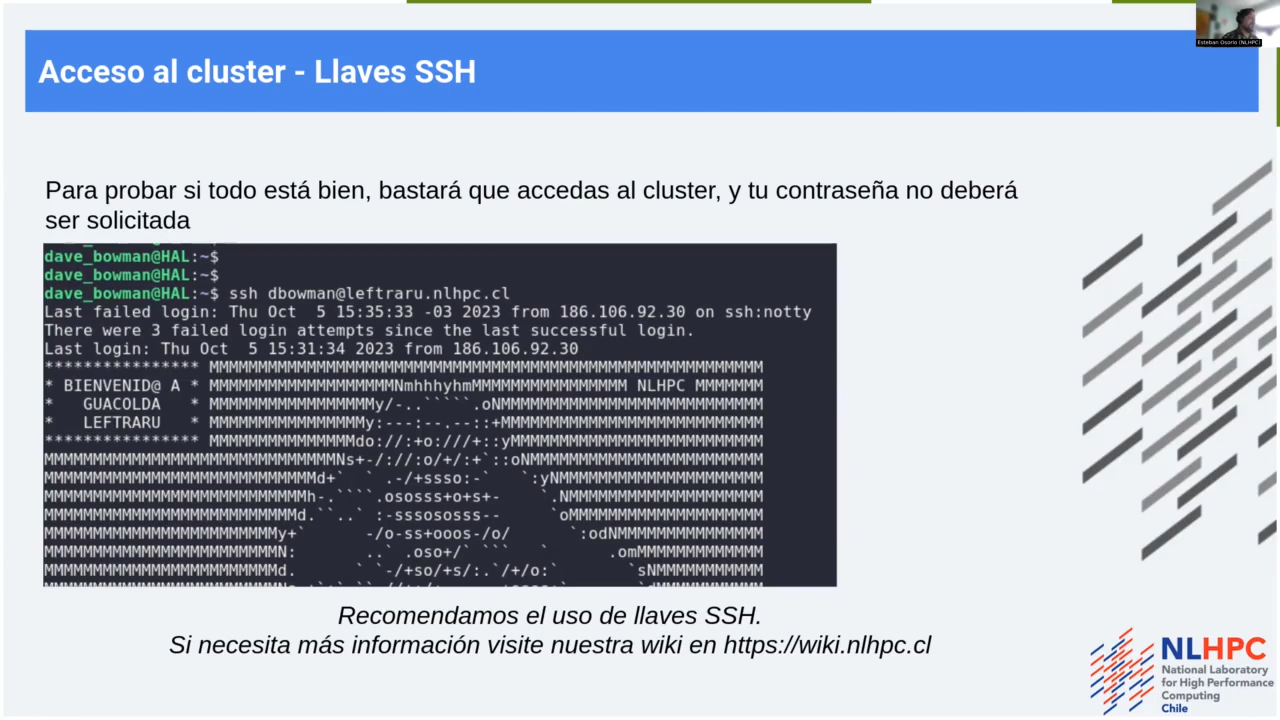 Esteban Osorio (NLHPC)
Acceso al cluster - Llaves SSH
Para probar si todo está bien, bastará que accedas al cluster, y tu contraseña no deberá
ser solicitada
dave_bowman@HAL:~$
dave_bowman@HAL:~$
dave_bowman@HAL:~$ ssh dbowman@leftraru.nlhpc.cl
Last failed login: Thu Oct  5 15:35:33 -03 2023 from 186.106.92.30 on ssh:notty
There were 3 failed login attempts since the last successful login.
Last login: Thu Oct  5 15:31:34 2023 from 186.106.92.30
* BIENVENID@ A * NLHPC
* GUACOLDA *
* LEFTRARU *
Recomendamos el uso de llaves SSH.
Si necesita más información visite nuestra wiki en https://wiki.nlhpc.cl
NLHPC
National Laboratory
for High Performance
Computing
Chile